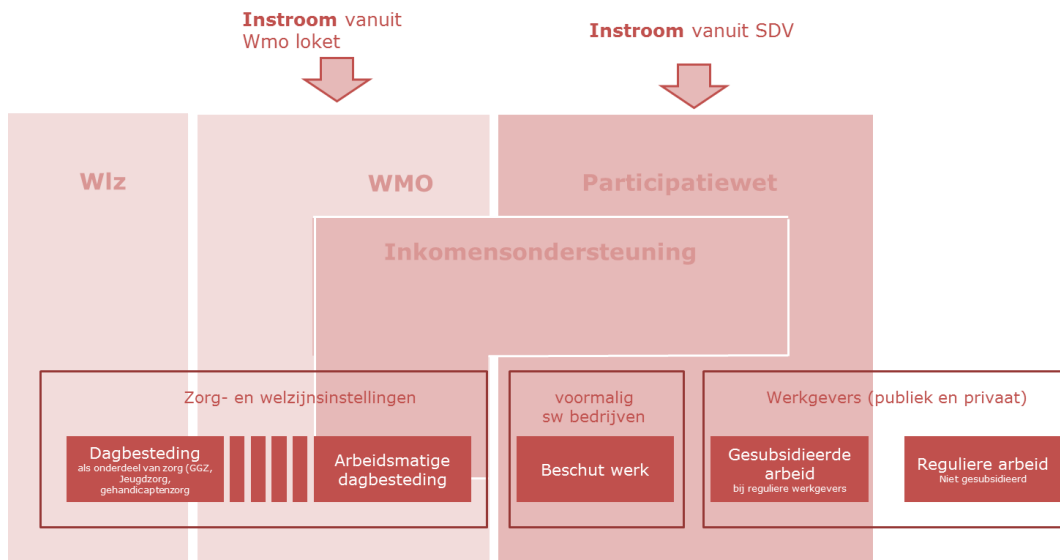 Instroom vanuit
Wmo loket
Instroom vanuit SDV
Wlz
WMO
Participatiewet
Inkomensondersteuning
Zorg- en welzijnsinstellingen
voormalig
sw bedrijven
Werkgevers (publiek en privaat)
Dagbesteding
als onderdeel van zorg (GGZ,
Jeugdzorg,
gehandicaptenzorg
Arbeidsmatige
dagbesteding
Beschut werk
Gesubsidieerde
arbeid
bij reguliere werkgevers
Reguliere arbeid
Niet gesubsidieerd